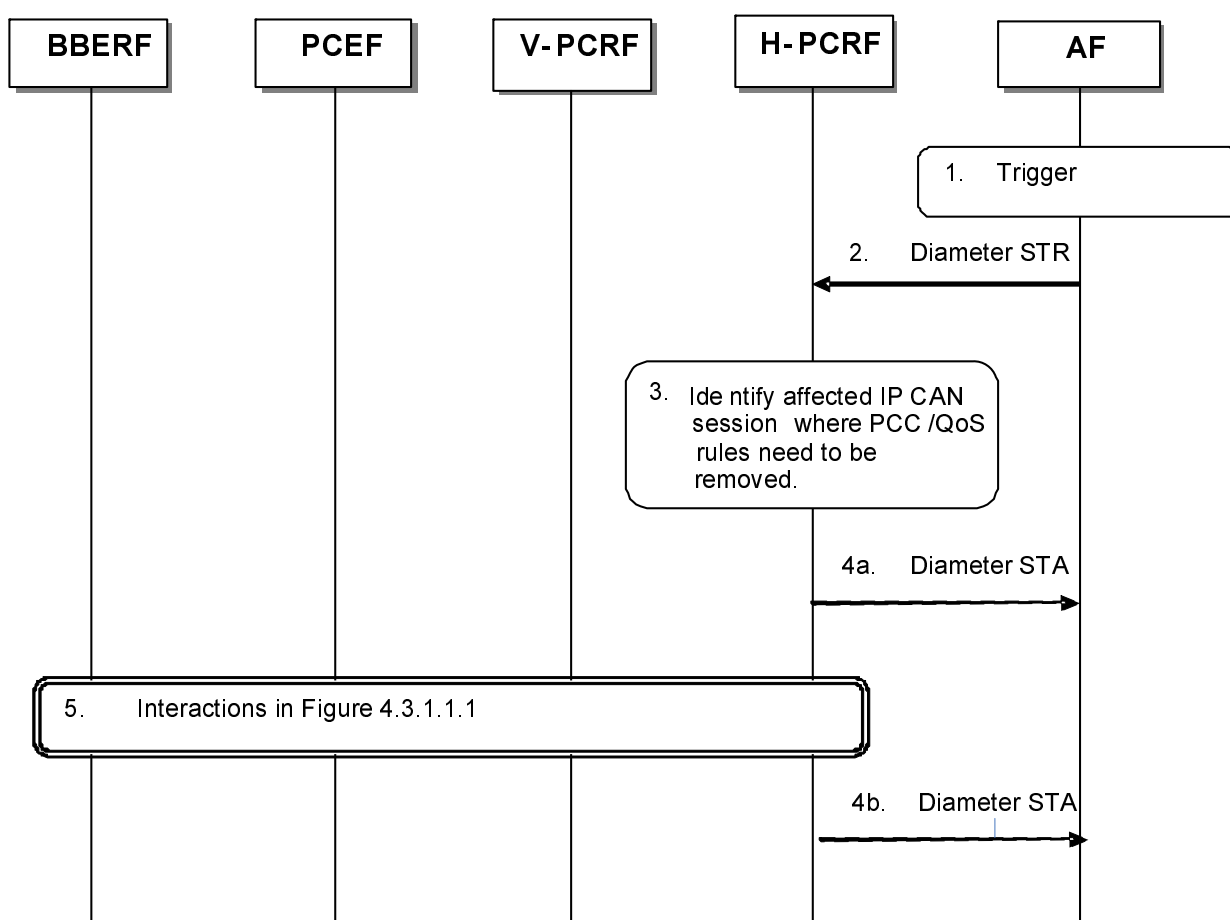 BBERF PCEF V-PCRF H-PCRF AF
1. Trigger
2. Diameter STR
3. Ide ntify affected IP CAN
session where PCC /QoS
rules need to be
removed.
4a. Diameter STA
5. Interactions in Figure 4.3.1.1.1
4b. Diameter STA